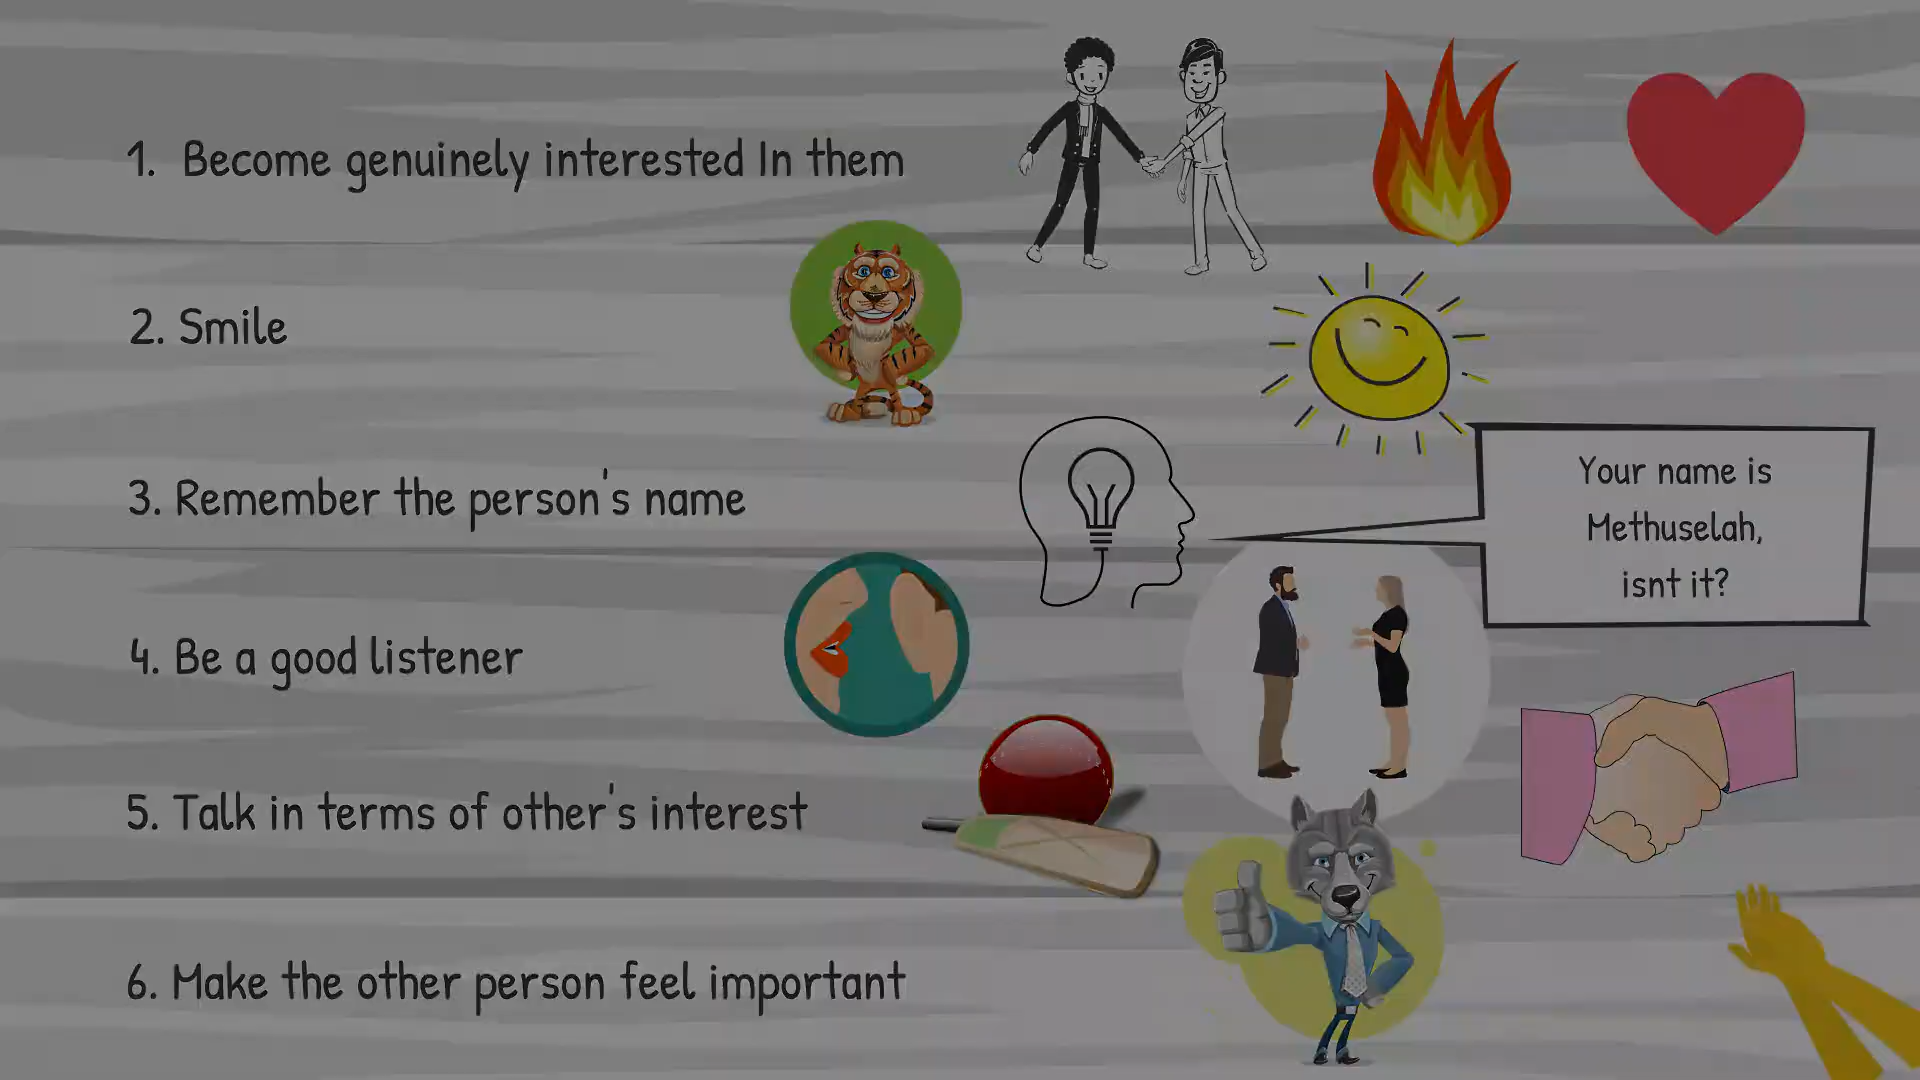 1. Become genuinely interested In them
2. Smile
3. Remember the person's name
Your name is
Methuselah,
isnt it?
4. Be a good listener
5. Talk in terms of other's interest
6. Make the other person feel important